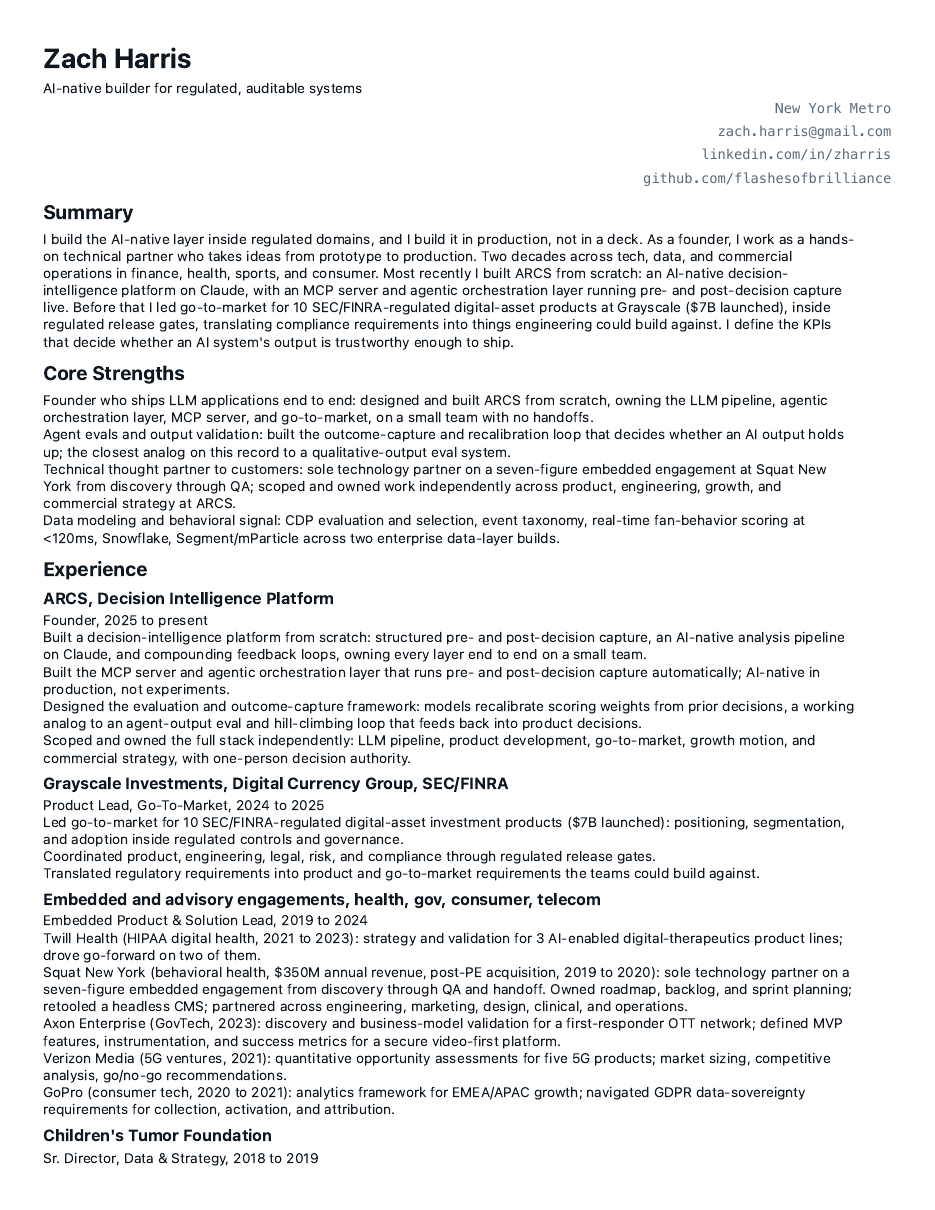 Zach Harris
AI-native builder for regulated, auditable systems
New York Metro
zach.harris@gmail.com
linkedin.com/in/zharris
github.com/flashesofbrilliance
Summary
I build the AI-native layer inside regulated domains, and I build it in production, not in a deck. As a founder, I work as a hands-
on technical partner who takes ideas from prototype to production. Two decades across tech, data, and commercial
operations in finance, health, sports, and consumer. Most recently I built ARCS from scratch: an AI-native decision-
intelligence platform on Claude, with an MCP server and agentic orchestration layer running pre- and post-decision capture
live. Before that I led go-to-market for 10 SEC/FINRA-regulated digital-asset products at Grayscale ($7B launched), inside
regulated release gates, translating compliance requirements into things engineering could build against. I define the KPIs
that decide whether an AI system's output is trustworthy enough to ship.
Core Strengths
Founder who ships LLM applications end to end: designed and built ARCS from scratch, owning the LLM pipeline, agentic
orchestration layer, MCP server, and go-to-market, on a small team with no handoffs.
Agent evals and output validation: built the outcome-capture and recalibration loop that decides whether an AI output holds
up; the closest analog on this record to a qualitative-output eval system.
Technical thought partner to customers: sole technology partner on a seven-figure embedded engagement at Squat New
York from discovery through QA; scoped and owned work independently across product, engineering, growth, and
commercial strategy at ARCS.
Data modeling and behavioral signal: CDP evaluation and selection, event taxonomy, real-time fan-behavior scoring at
<120ms, Snowflake, Segment/mParticle across two enterprise data-layer builds.
Experience
ARCS, Decision Intelligence Platform
Founder, 2025 to present
Built a decision-intelligence platform from scratch: structured pre- and post-decision capture, an AI-native analysis pipeline
on Claude, and compounding feedback loops, owning every layer end to end on a small team.
Built the MCP server and agentic orchestration layer that runs pre- and post-decision capture automatically; AI-native in
production, not experiments.
Designed the evaluation and outcome-capture framework: models recalibrate scoring weights from prior decisions, a working
analog to an agent-output eval and hill-climbing loop that feeds back into product decisions.
Scoped and owned the full stack independently: LLM pipeline, product development, go-to-market, growth motion, and
commercial strategy, with one-person decision authority.
Grayscale Investments, Digital Currency Group, SEC/FINRA
Product Lead, Go-To-Market, 2024 to 2025
Led go-to-market for 10 SEC/FINRA-regulated digital-asset investment products ($7B launched): positioning, segmentation,
and adoption inside regulated controls and governance.
Coordinated product, engineering, legal, risk, and compliance through regulated release gates.
Translated regulatory requirements into product and go-to-market requirements the teams could build against.
Embedded and advisory engagements, health, gov, consumer, telecom
Embedded Product & Solution Lead, 2019 to 2024
Twill Health (HIPAA digital health, 2021 to 2023): strategy and validation for 3 AI-enabled digital-therapeutics product lines;
drove go-forward on two of them.
Squat New York (behavioral health, $350M annual revenue, post-PE acquisition, 2019 to 2020): sole technology partner on a
seven-figure embedded engagement from discovery through QA and handoff. Owned roadmap, backlog, and sprint planning;
retooled a headless CMS; partnered across engineering, marketing, design, clinical, and operations.
Axon Enterprise (GovTech, 2023): discovery and business-model validation for a first-responder OTT network; defined MVP
features, instrumentation, and success metrics for a secure video-first platform.
Verizon Media (5G ventures, 2021): quantitative opportunity assessments for five 5G products; market sizing, competitive
analysis, go/no-go recommendations.
GoPro (consumer tech, 2020 to 2021): analytics framework for EMEA/APAC growth; navigated GDPR data-sovereignty
requirements for collection, activation, and attribution.
Children's Tumor Foundation
Sr. Director, Data & Strategy, 2018 to 2019